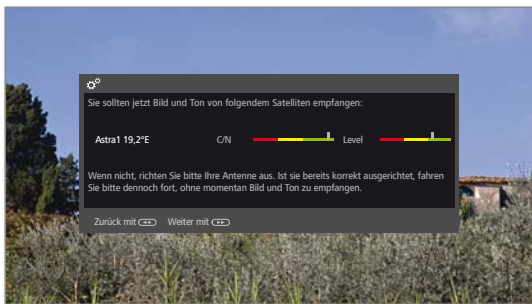 Sie sollten jetzt Bild und Ton von folgendem Satelliten empfangen:
Astra1 19,2°E C/N Level
Wenn nicht, richten Sie bitte Ihre Antenne aus. Ist sie bereits korrekt ausgerichtet, fahren
Sie bitte dennoch fort, ohne momentan Bild und Ton zu empfangen.
Zurück mit Weiter mit